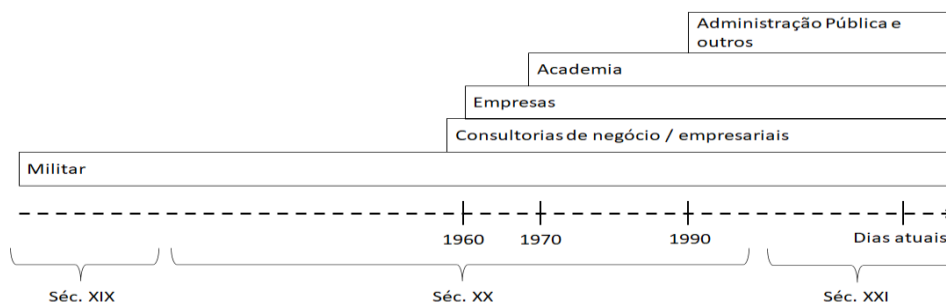 Administração Pública e
outros
Academia
Empresas
Consultorias de negócio / empresariais
Militar
1960
1970
1990
Dias atuais
Séc. XIX
Séc. XX
Séc. XXI